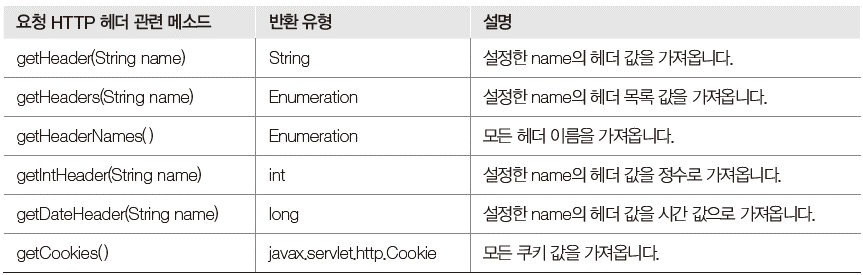 요청 HTTP 헤더 관련 메소드 반환 유형 설명
getHeader(String name) String 설정한 name의 헤더 값을 가져옵니다.
getHeaders(String name) Enumeration 설정한 name의 헤더 목록 값을 가져옵니다.
getHeaderNames( ) Enumeration 모든 헤더 이름을 가져옵니다.
getIntHeader(String name) int 설정한 name의 헤더 값을 정수로 가져옵니다.
getDateHeader(String name) long 설정한 name의 헤더 값을 시간 값으로 가져옵니다.
getCookies( ) javax.servlet.http.Cookie 모든 쿠키 값을 가져옵니다.